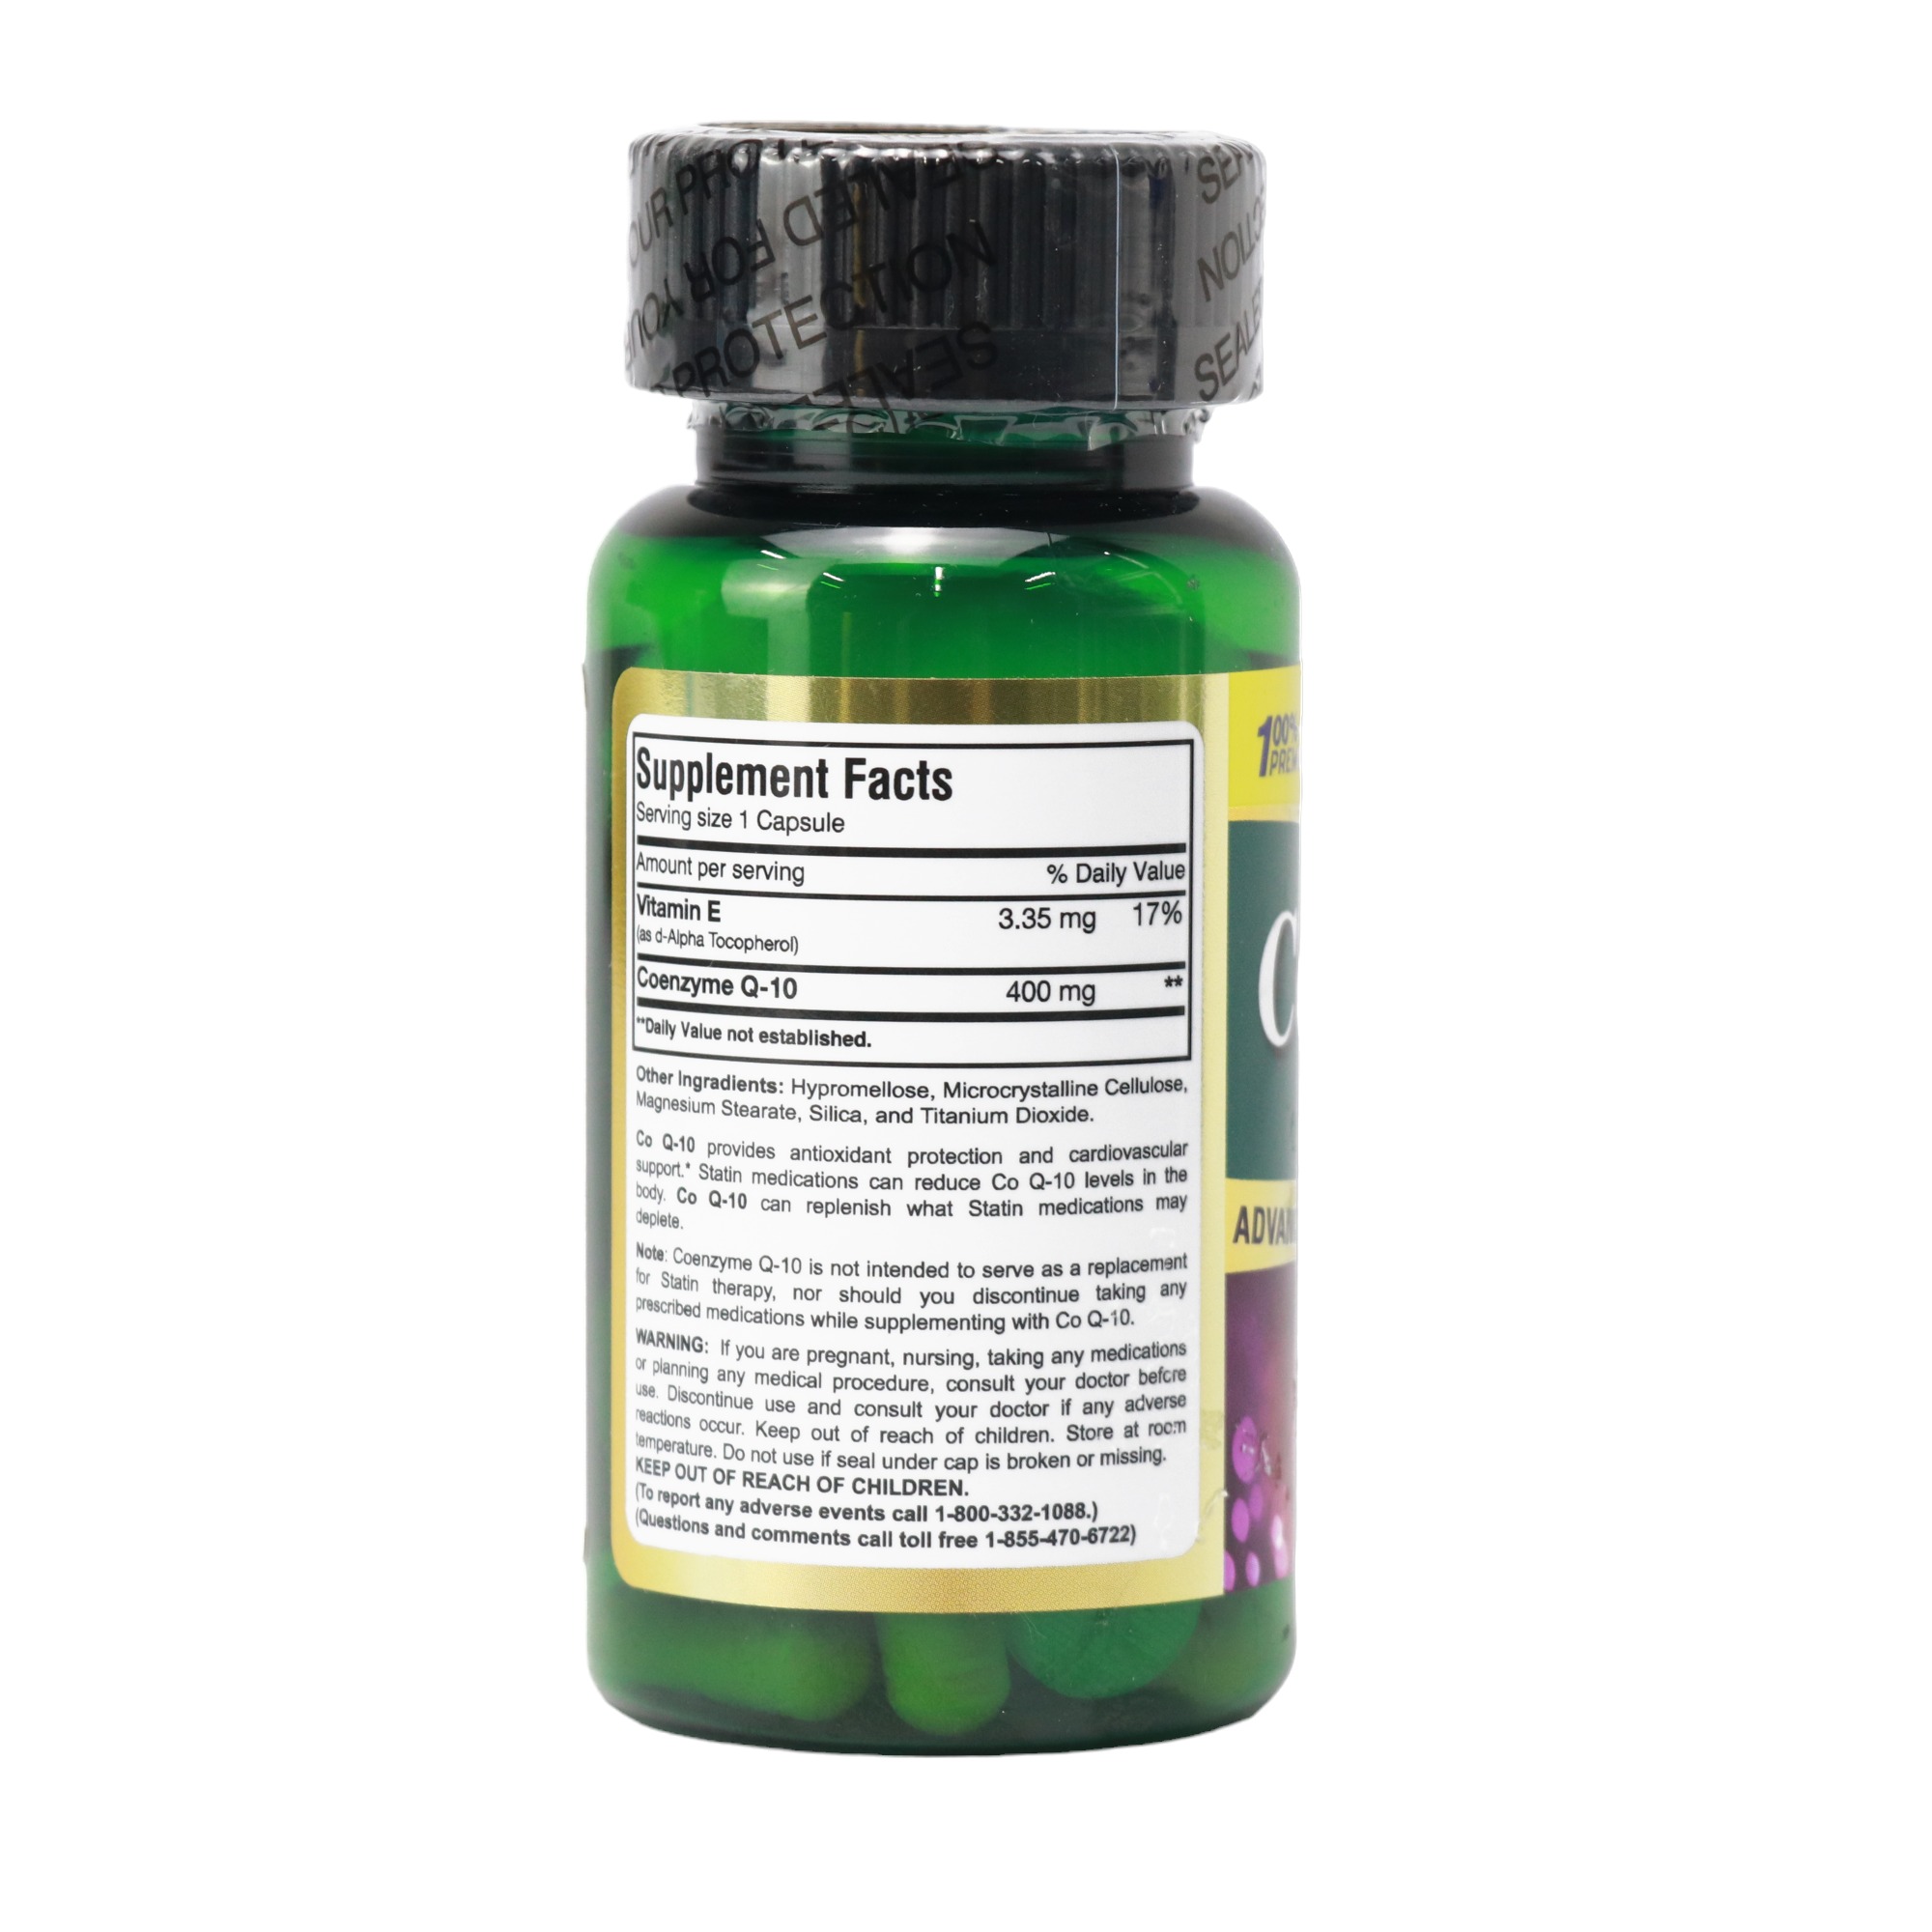 OUR PROTE
SEALED
YOUR FOR SEALED
PROTECTION
SEALE
Supplement Facts
Serving size 1 Capsule
Amount per serving % Daily Value
Vitamin E 3.35 mg 17%
(as d-Alpha Tocopherol)
Coenzyme Q-10 400 mg **
**Daily Value not established.
Other Ingredients: Hypromellose, Microcrystalline Cellulose,
Magnesium Stearate, Silica, and Titanium Dioxide.
Co Q-10 provides antioxidant protection and cardiovascular
support.* Statin medications can reduce Co Q-10 levels in the
body. Co Q-10 can replenish what Statin medications may
deplete.
Note: Coenzyme Q-10 is not intended to serve as a replacement
for Statin therapy, nor should you discontinue taking any
prescribed medications while supplementing with Co Q-10.
WARNING: If you are pregnant, nursing, taking any medications
or planning any medical procedure, consult your doctor before
use. Discontinue use and consult your doctor if any adverse
reactions occur. Keep out of reach of children. Store at room
temperature. Do not use if seal under cap is broken or missing.
KEEP OUT OF REACH OF CHILDREN.
(To report any adverse events call 1-800-332-1088.)
(Questions and comments call toll free 1-855-470-6722)
100%
PREM
C
ADVAN